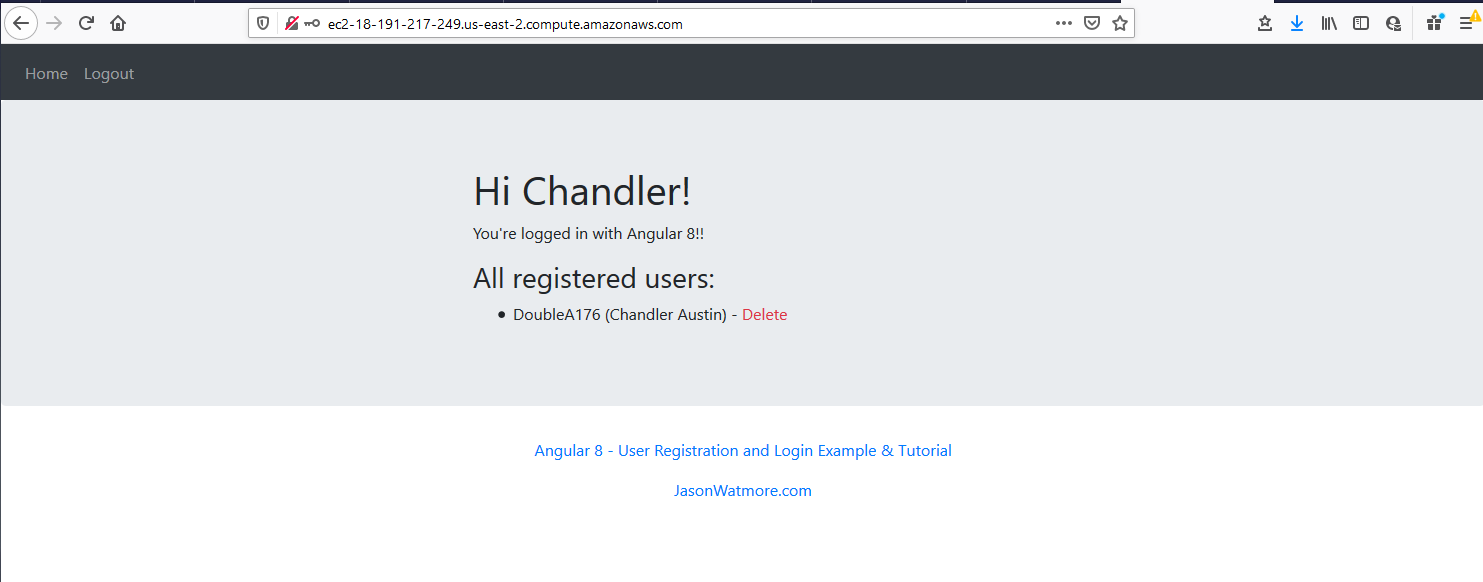 ec2-18-191-217-249.us-east-2.compute.amazonaws.com
Home Logout
Hi Chandler!
You're logged in with Angular 8!!
All registered users:
DoubleA176 (Chandler Austin) - Delete
Angular 8 - User Registration and Login Example & Tutorial
JasonWatmore.com